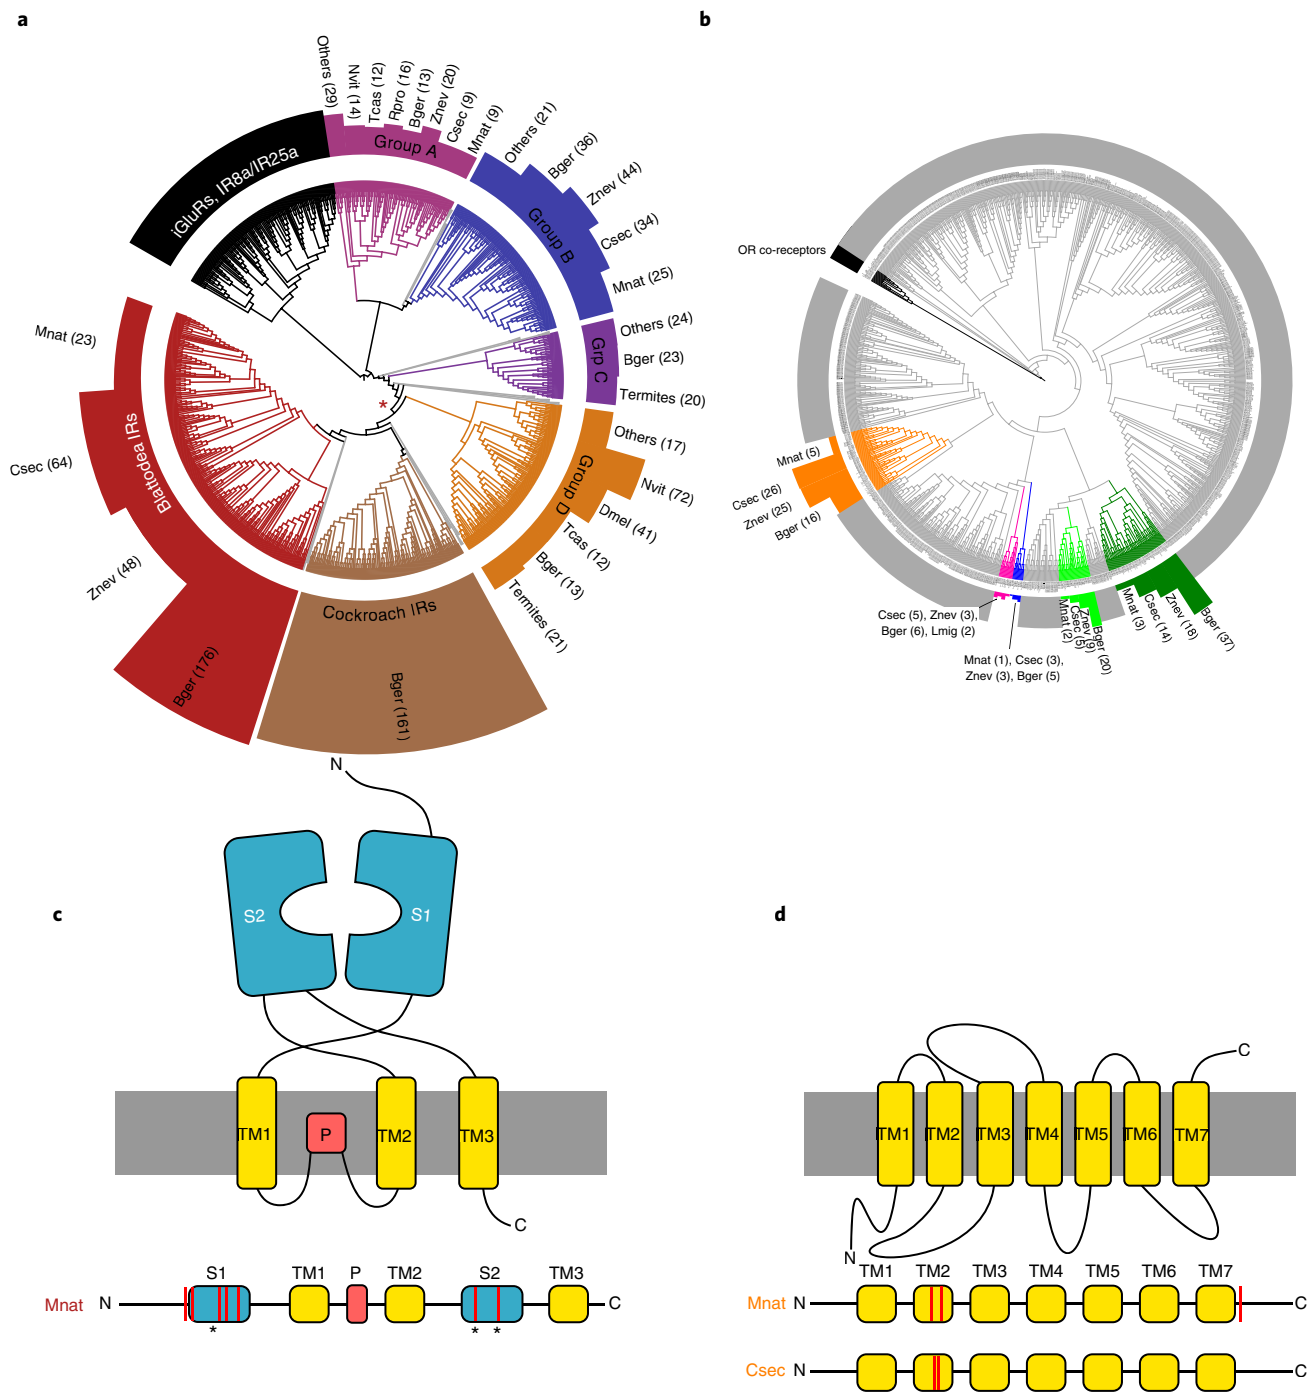 a
Others (29)
Nvit (14)
Tcas (12)
Rpro (16)
Bger (13)
Znev (20)
Csec (9)
Mnat (9)
iGluRs, IR8a/IR25a
Group A
Others (21)
Bger (36)
Znev (44)
Csec (34)
Mnat (25)
Group B
Others (24)
Bger (23)
Termites (20)
Grp C
Others (17)
Nvit (72)
Dmel (41)
Tcas (12)
Bger (13)
Termites (21)
Group D
Cockroach IRs
Bger (161)
Blattodea IRs
Mnat (23)
Csec (64)
Znev (48)
Bger (176)
*
b
OR co-receptors
Mnat (5)
Csec (26)
Znev (25)
Bger (16)
Csec (5), Znev (3),
Bger (6), Lmig (2)
Mnat (1), Csec (3),
Znev (3), Bger (5)
Mnat (2)
Csec (5)
Znev (9)
Bger (20)
Mnat (3)
Csec (14)
Znev (18)
Bger (37)
c
N
S2
S1
TM1
P
TM2
TM3
C
S1
TM1
P
TM2
S2
TM3
Mnat N
C
*
*
*
d
C
TM1
TM2
TM3
TM4
TM5
TM6
TM7
N
TM1
TM2
TM3
TM4
TM5
TM6
TM7
Mnat N
C
Csec N
C